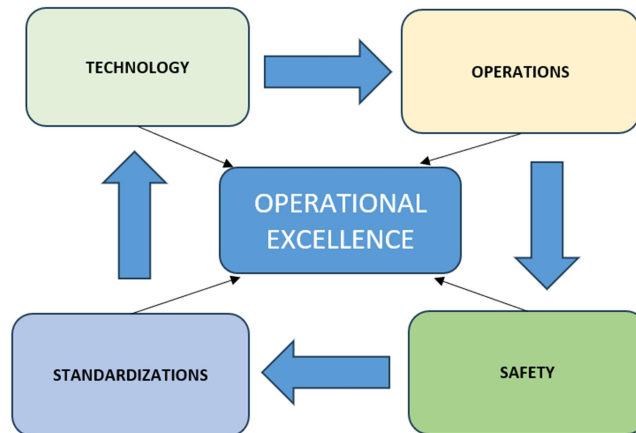 TECHNOLOGY
OPERATIONS
OPERATIONAL
EXCELLENCE
STANDARDIZATIONS
SAFETY